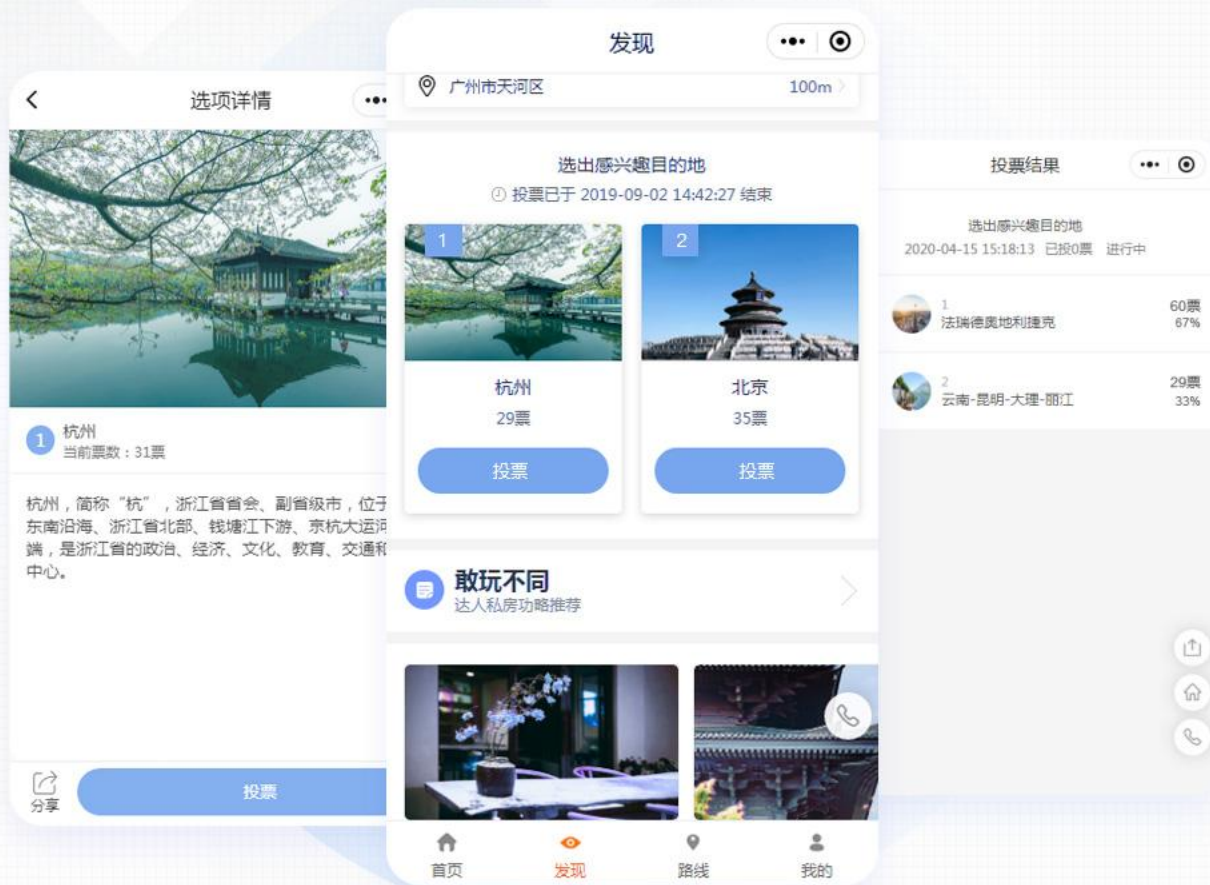 选项详情
1
杭州
当前票数：31票
杭州，简称“杭”，浙江省省会、副省级市，位于
东南沿海、浙江省北部、钱塘江下游、京杭大运河
端，是浙江省的政治、经济、文化、教育、交通和
中心。
分享
投票
发现
广州市天河区
100m
选出感兴趣目的地
投票已于 2019-09-02 14:42:27 结束
1
杭州
29票
投票
2
北京
35票
投票
敢玩不同
达人私房功略推荐
首页
发现
路线
我的
投票结果
选出感兴趣目的地
2020-04-15 15:18:13 已投0票 进行中
1
法瑞德奥地利捷克
60票
67%
2
云南-昆明-大理-丽江
29票
33%